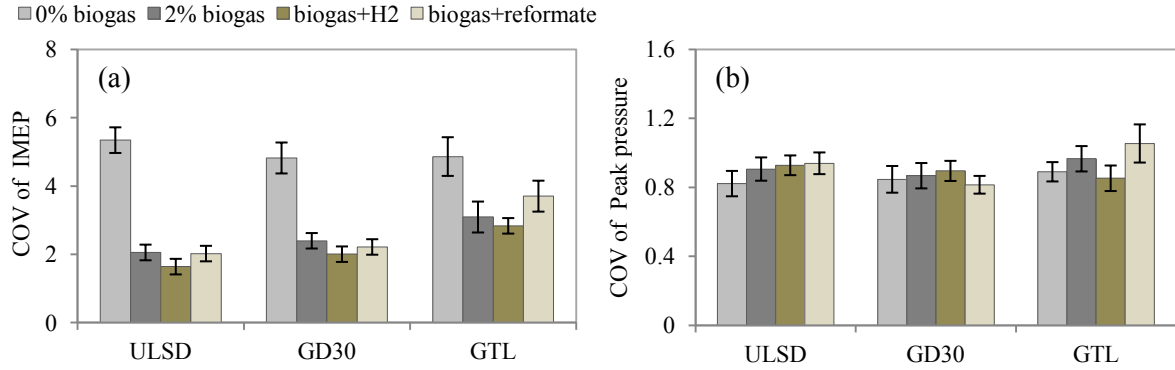 0% biogas 2% biogas biogas+H2 biogas+reformate
(a)
COV of IMEP
8
6
4
2
0
ULSD GD30 GTL
(b)
COV of Peak pressure
1.6
1.2
0.8
0.4
0
ULSD GD30 GTL